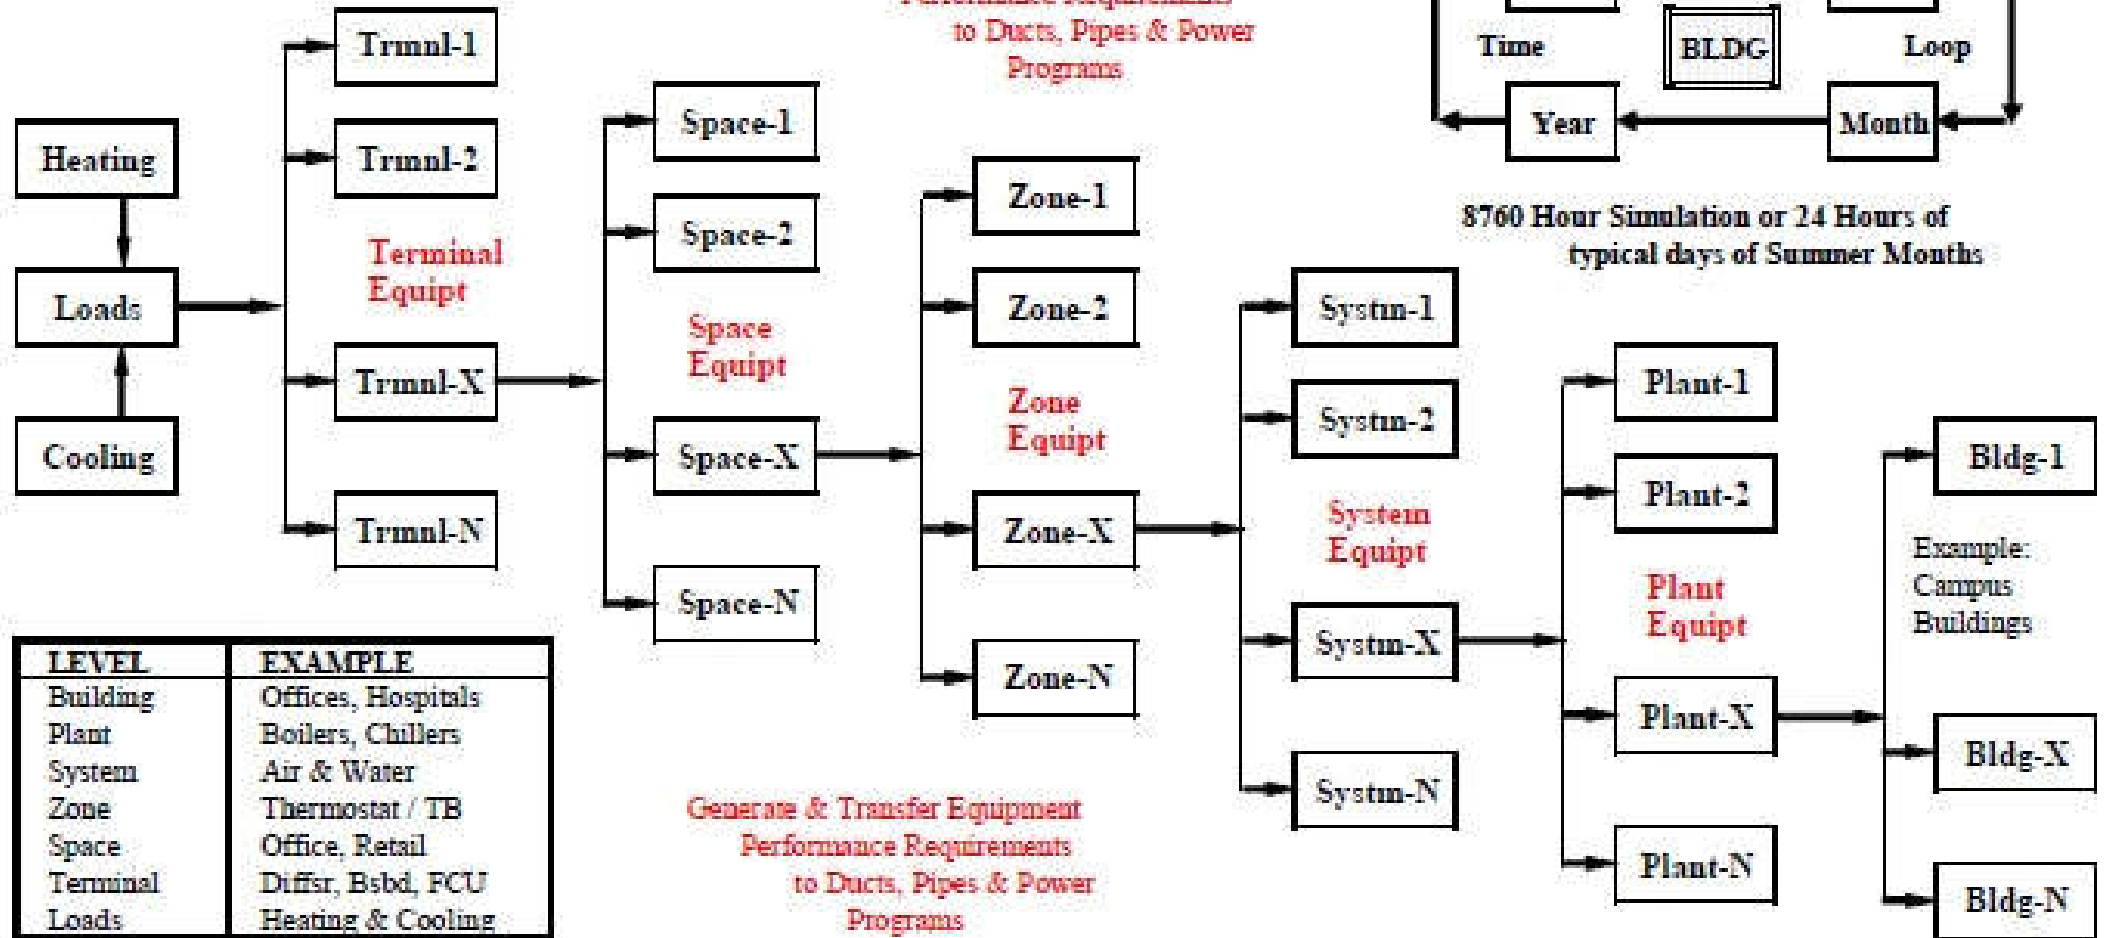 Performance Requirements
to Ducts, Pipes & Power
Programs
Time
BLDG
Loop
Year
Month
8760 Hour Simulation or 24 Hours of
typical days of Summer Months
Heating
Loads
Cooling
Trmnl-1
Trmnl-2
Terminal
Equipt
Trmnl-X
Trmnl-N
Space-1
Space-2
Space
Equipt
Space-X
Space-N
Zone-1
Zone-2
Zone
Equipt
Zone-X
Zone-N
Systm-1
Systm-2
System
Equipt
Systm-X
Systm-N
Plant-1
Plant-2
Plant
Equipt
Plant-X
Plant-N
Bldg-1
Example:
Campus
Buildings
Bldg-X
Bldg-N
LEVEL EXAMPLE
Building Offices, Hospitals
Plant Boilers, Chillers
System Air & Water
Zone Thermostat / TB
Space Office, Retail
Terminal Diffsr, Bsbd, FCU
Loads Heating & Cooling
Generate & Transfer Equipment
Performance Requirements
to Ducts, Pipes & Power
Programs